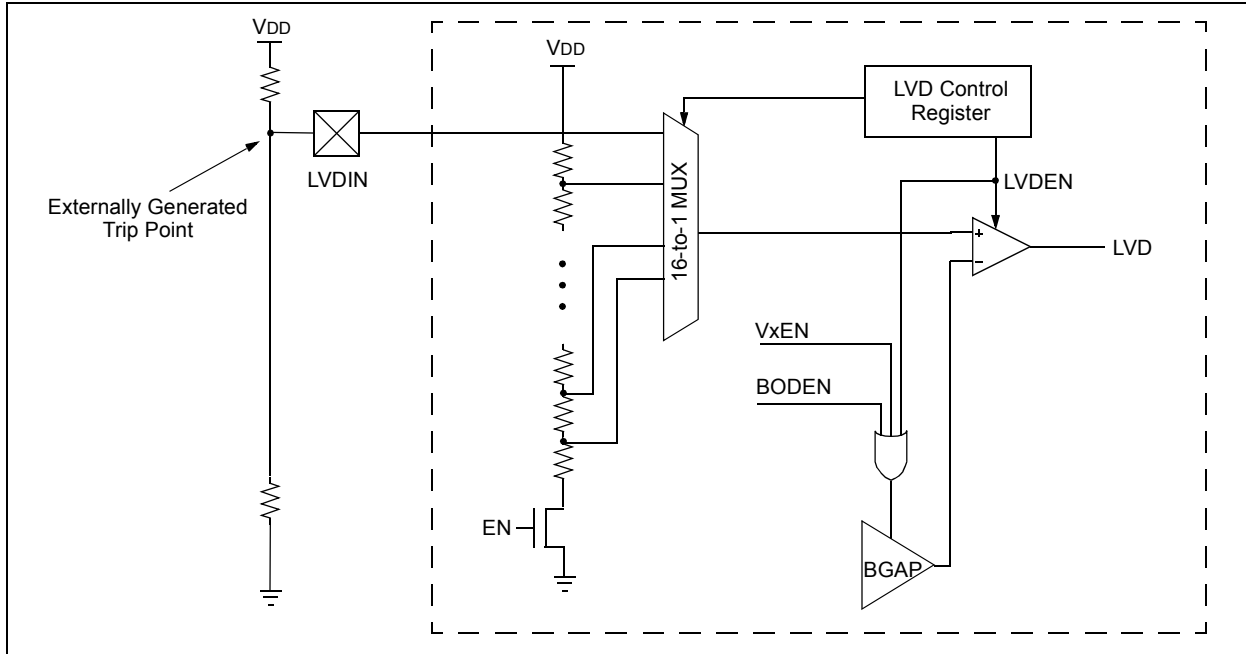 VDD
VDD
LVD Control
Register
16-to-1 MUX
LVDIN
LVDEN
Externally Generated
Trip Point
+
−
LVD
VxEN
BODEN
EN
BGAP